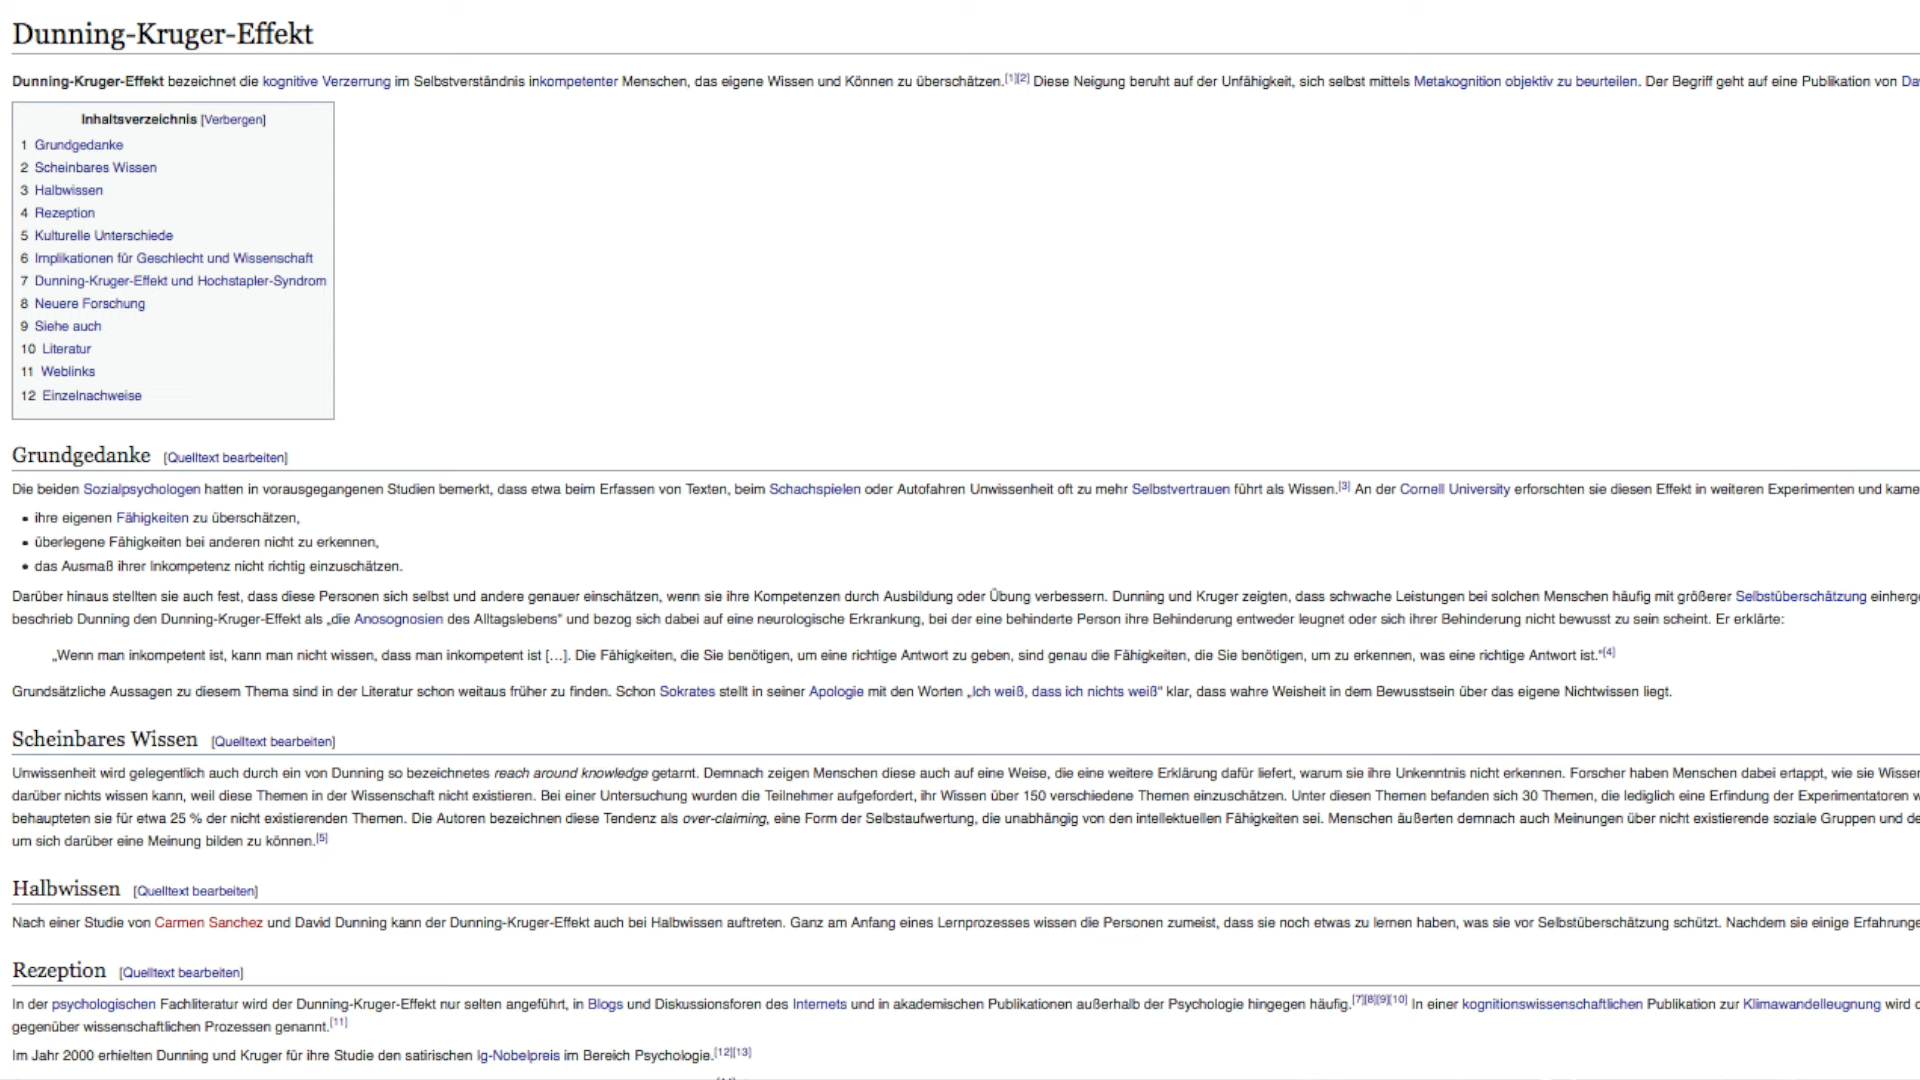 Dunning-Kruger-Effekt
Dunning-Kruger-Effekt bezeichnet die kognitive Verzerrung im Selbstverständnis inkompetenter Menschen, das eigene Wissen und Können zu überschätzen.[1][2] Diese Neigung beruht auf der Unfähigkeit, sich selbst mittels Metakognition objektiv zu beurteilen. Der Begriff geht auf eine Publikation von
Inhaltsverzeichnis [Verbergen]
1 Grundgedanke
2 Scheinbares Wissen
3 Halbwissen
4 Rezeption
5 Kulturelle Unterschiede
6 Implikationen für Geschlecht und Wissenschaft
7 Dunning-Kruger-Effekt und Hochstapler-Syndrom
8 Neuere Forschung
9 Siehe auch
10 Literatur
11 Weblinks
12 Einzelnachweise
Grundgedanke [Quelltext bearbeiten]
Die beiden Sozialpsychologen hatten in vorausgegangenen Studien bemerkt, dass etwa beim Erfassen von Texten, beim Schachspielen oder Autofahren Unwissenheit oft zu mehr Selbstvertrauen führt als Wissen.[3] An der Cornell University erforschten sie diesen Effekt in weiteren Experimenten und
• ihre eigenen Fähigkeiten zu überschätzen,
• überlegene Fähigkeiten bei anderen nicht zu erkennen,
• das Ausmaß ihrer Inkompetenz nicht richtig einzuschätzen.
Darüber hinaus stellten sie auch fest, dass diese Personen sich selbst und andere genauer einschätzen, wenn sie ihre Kompetenzen durch Ausbildung oder Übung verbessern. Dunning und Kruger zeigten, dass schwache Leistungen bei solchen Menschen häufig mit größerer Selbstüberschätzung
beschrieb Dunning den Dunning-Kruger-Effekt als „die Anosognosien des Alltagslebens“ und bezog sich dabei auf eine neurologische Erkrankung, bei der eine behinderte Person ihre Behinderung entweder leugnet oder sich ihrer Behinderung nicht bewusst zu sein scheint. Er erklärte:
„Wenn man inkompetent ist, kann man nicht wissen, dass man inkompetent ist […]. Die Fähigkeiten, die Sie benötigen, um eine richtige Antwort zu geben, sind genau die Fähigkeiten, die Sie benötigen, um zu erkennen, was eine richtige Antwort ist.“[4]
Grundsätzliche Aussagen zu diesem Thema sind in der Literatur schon weitaus früher zu finden. Schon Sokrates stellt in seiner Apologie mit den Worten „Ich weiß, dass ich nichts weiß“ klar, dass wahre Weisheit in dem Bewusstsein über das eigene Nichtwissen liegt.
Scheinbares Wissen [Quelltext bearbeiten]
Unwissenheit wird gelegentlich auch durch ein von Dunning so bezeichnetes reach around knowledge getarnt. Demnach zeigen Menschen diese auch auf eine Weise, die eine weitere Erklärung dafür liefert, warum sie ihre Unkenntnis nicht erkennen. Forscher haben Menschen dabei ertappt, wie sie
darüber nichts wissen kann, weil diese Themen in der Wissenschaft nicht existieren. Bei einer Untersuchung wurden die Teilnehmer aufgefordert, ihr Wissen über 150 verschiedene Themen einzuschätzen. Unter diesen Themen befanden sich 30 Themen, die lediglich eine Erfindung der Experimentatoren
behaupteten sie für etwa 25 % der nicht existierenden Themen. Die Autoren bezeichnen diese Tendenz als over-claiming, eine Form der Selbstaufwertung, die unabhängig von den intellektuellen Fähigkeiten sei. Menschen äußerten demnach auch Meinungen über nicht existierende soziale Gruppen und
um sich darüber eine Meinung bilden zu können.[5]
Halbwissen [Quelltext bearbeiten]
Nach einer Studie von Carmen Sanchez und David Dunning kann der Dunning-Kruger-Effekt auch bei Halbwissen auftreten. Ganz am Anfang eines Lernprozesses wissen die Personen zumeist, dass sie noch etwas zu lernen haben, was sie vor Selbstüberschätzung schützt. Nachdem sie einige
Rezeption [Quelltext bearbeiten]
In der psychologischen Fachliteratur wird der Dunning-Kruger-Effekt nur selten angeführt, in Blogs und Diskussionsforen des Internets und in akademischen Publikationen außerhalb der Psychologie hingegen häufig.[7][8][9][10] In einer kognitionswissenschaftlichen Publikation zur Klimawandelleugnung wird
gegenüber wissenschaftlichen Prozessen genannt.[11]
Im Jahr 2000 erhielten Dunning und Kruger für ihre Studie den satirischen Ig-Nobelpreis im Bereich Psychologie.[12][13]